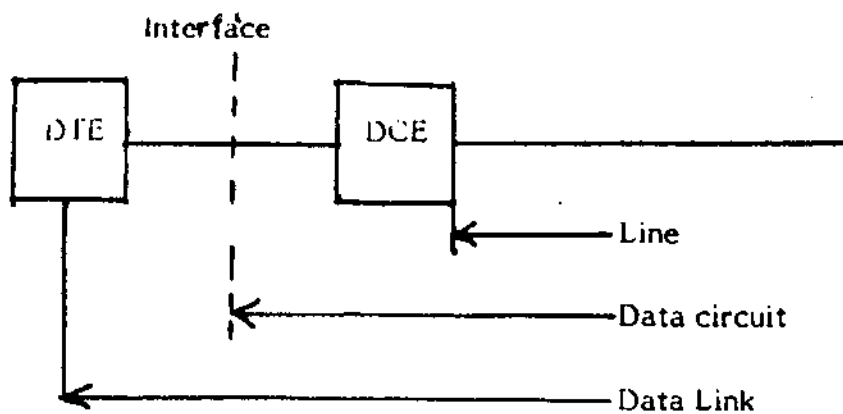 Interface
DTE
DCE
Line
Data circuit
Data Link